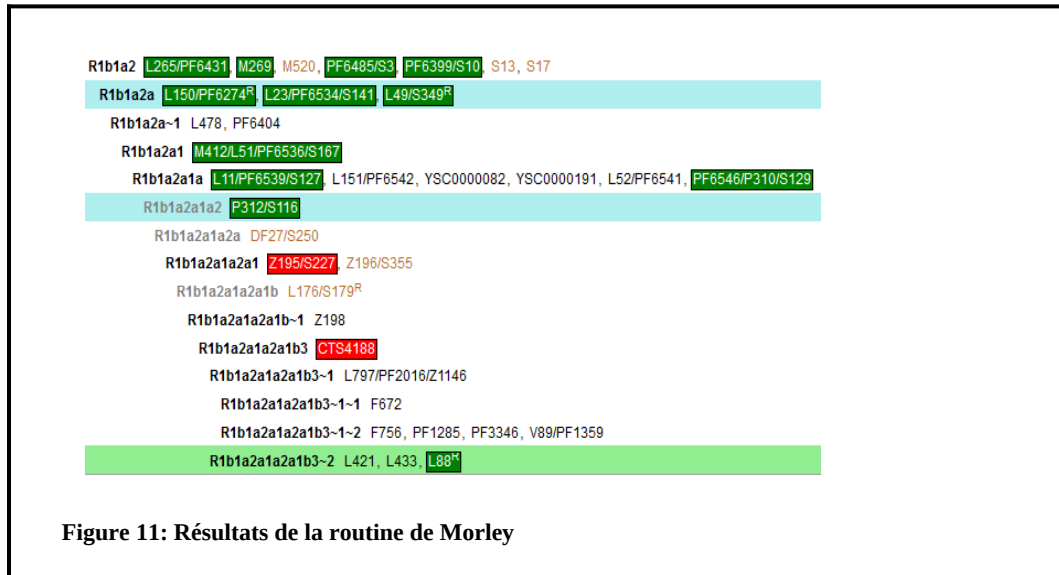 R1b1a2 L265/PF6431, M269, M520, PF6485/S3, PF6399/S10, S13, S17
R1b1a2a L150/PF6274R, L23/PF6534/S141, L49/S349R
R1b1a2a~1 L478, PF6404
R1b1a2a1 M412/L51/PF6536/S167
R1b1a2a1a L11/PF6539/S127, L151/PF6542, YSC0000082, YSC0000191, L52/PF6541, PF6546/P310/S129
R1b1a2a1a2 P312/S116
R1b1a2a1a2a DF27/S250
R1b1a2a1a2a1 Z195/S227, Z196/S355
R1b1a2a1a2a1b L176/S179R
R1b1a2a1a2a1b~1 Z198
R1b1a2a1a2a1b3 CTS4188
R1b1a2a1a2a1b3~1 L797/PF2016/Z1146
R1b1a2a1a2a1b3~1~1 F672
R1b1a2a1a2a1b3~1~2 F756, PF1285, PF3346, V89/PF1359
R1b1a2a1a2a1b3~2 L421, L433, L88R
Figure 11: Résultats de la routine de Morley